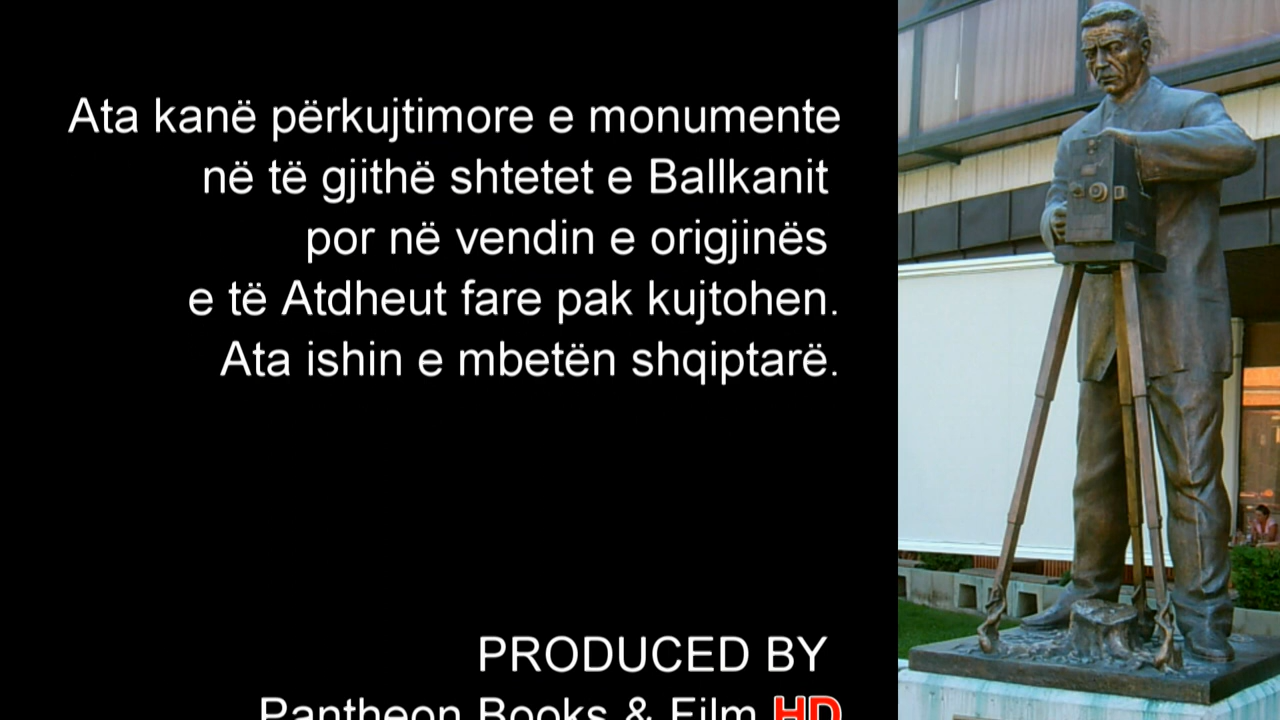 Ata kanë përkujtimore e monumente
në të gjithë shtetet e Ballkanit
por në vendin e origjinës
e të Atdheut fare pak kujtohen.
Ata ishin e mbetën shqiptarë.
PRODUCED BY
Pantheon Books & Film HD